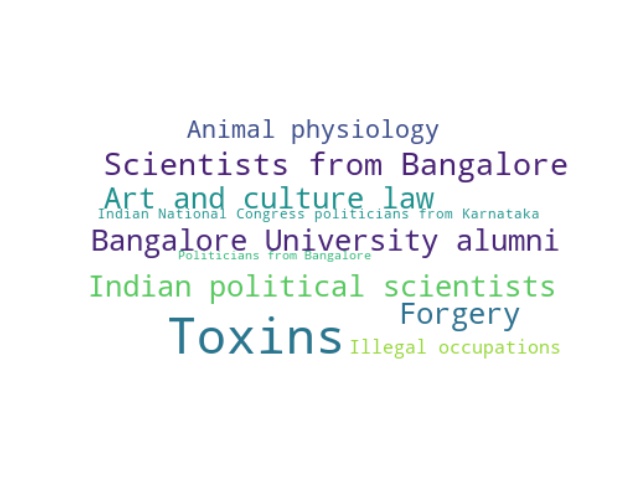 Animal physiology
Scientists from Bangalore
Art and culture law
Indian National Congress politicians from Karnataka
Bangalore University alumni
Politicians from Bangalore
Indian political scientists
Forgery
Toxins
Illegal occupations